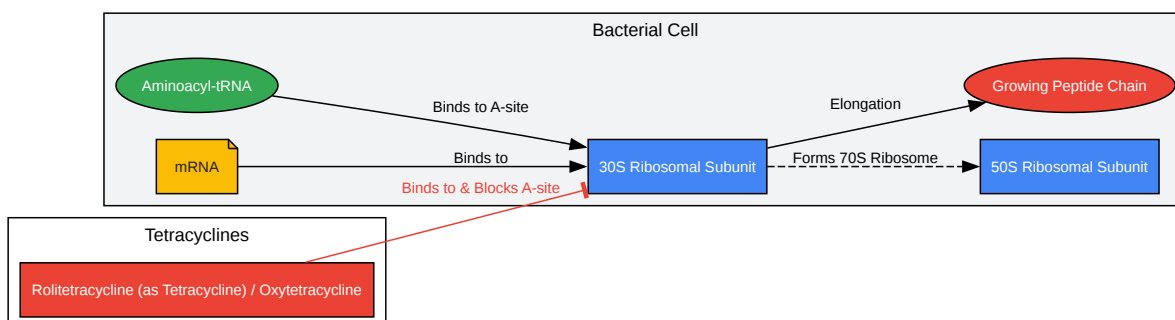 Bacterial Cell
Aminoacyl-tRNA
Growing Peptide Chain
Elongation
Binds to A-site
mRNA
Binds to
30S Ribosomal Subunit
Forms 70S Ribosome
50S Ribosomal Subunit
Binds to & Blocks A-site
Tetracyclines
Rolitetracycline (as Tetracycline) / Oxytetracycline